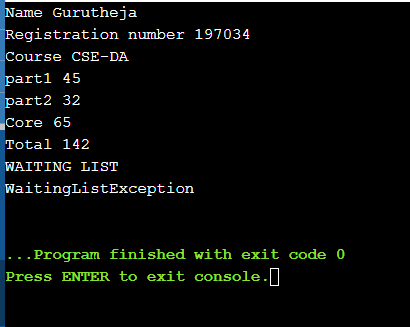 Name Gurutheja
Registration number 197034
Course CSE-DA
part1 45
part2 32
Core 65
Total 142
WAITING LIST
WaitingListException
...Program finished with exit code 0
Press ENTER to exit console.